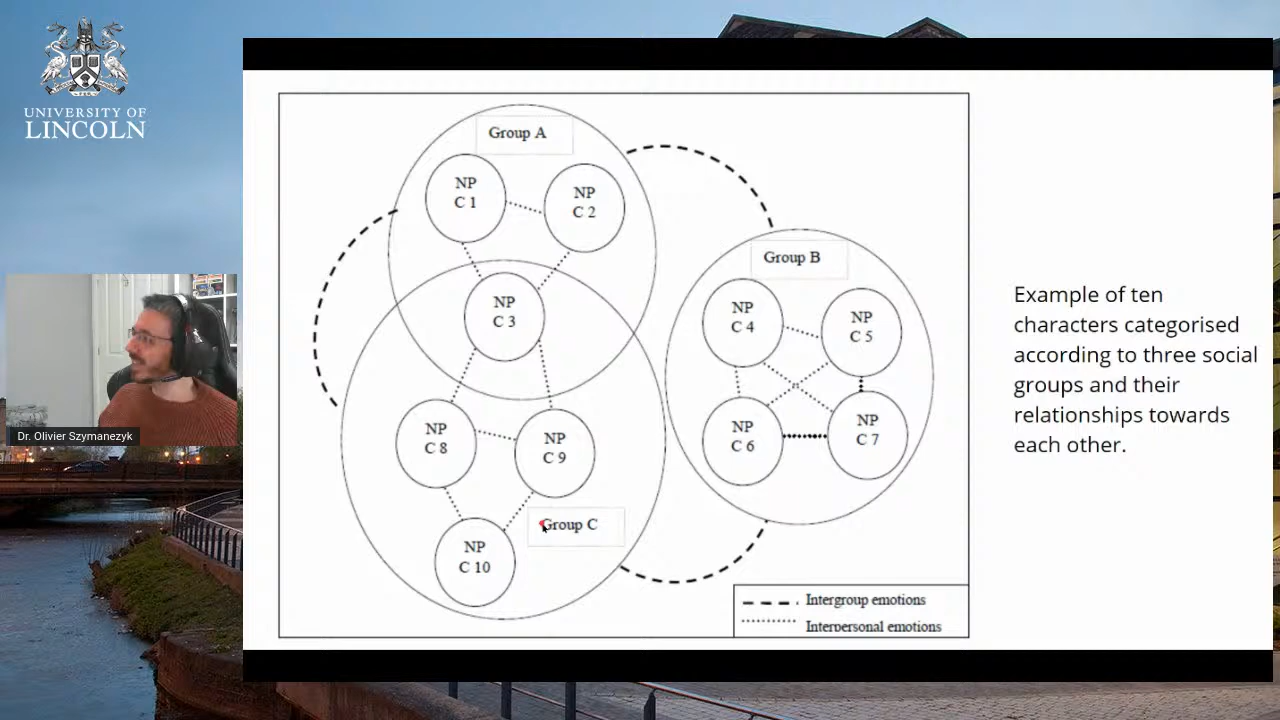 UNIVERSITY OF
LINCOLN
Group A
NP
C 1
NP
C 2
NP
C 3
Group B
NP
C 4
NP
C 5
NP
C 6
NP
C 7
NP
C 8
NP
C 9
Group C
NP
C 10
Intergroup emotions
Interpersonal emotions
Example of ten
characters categorised
according to three social
groups and their
relationships towards
each other.
Dr. Olivier Szymanezyk